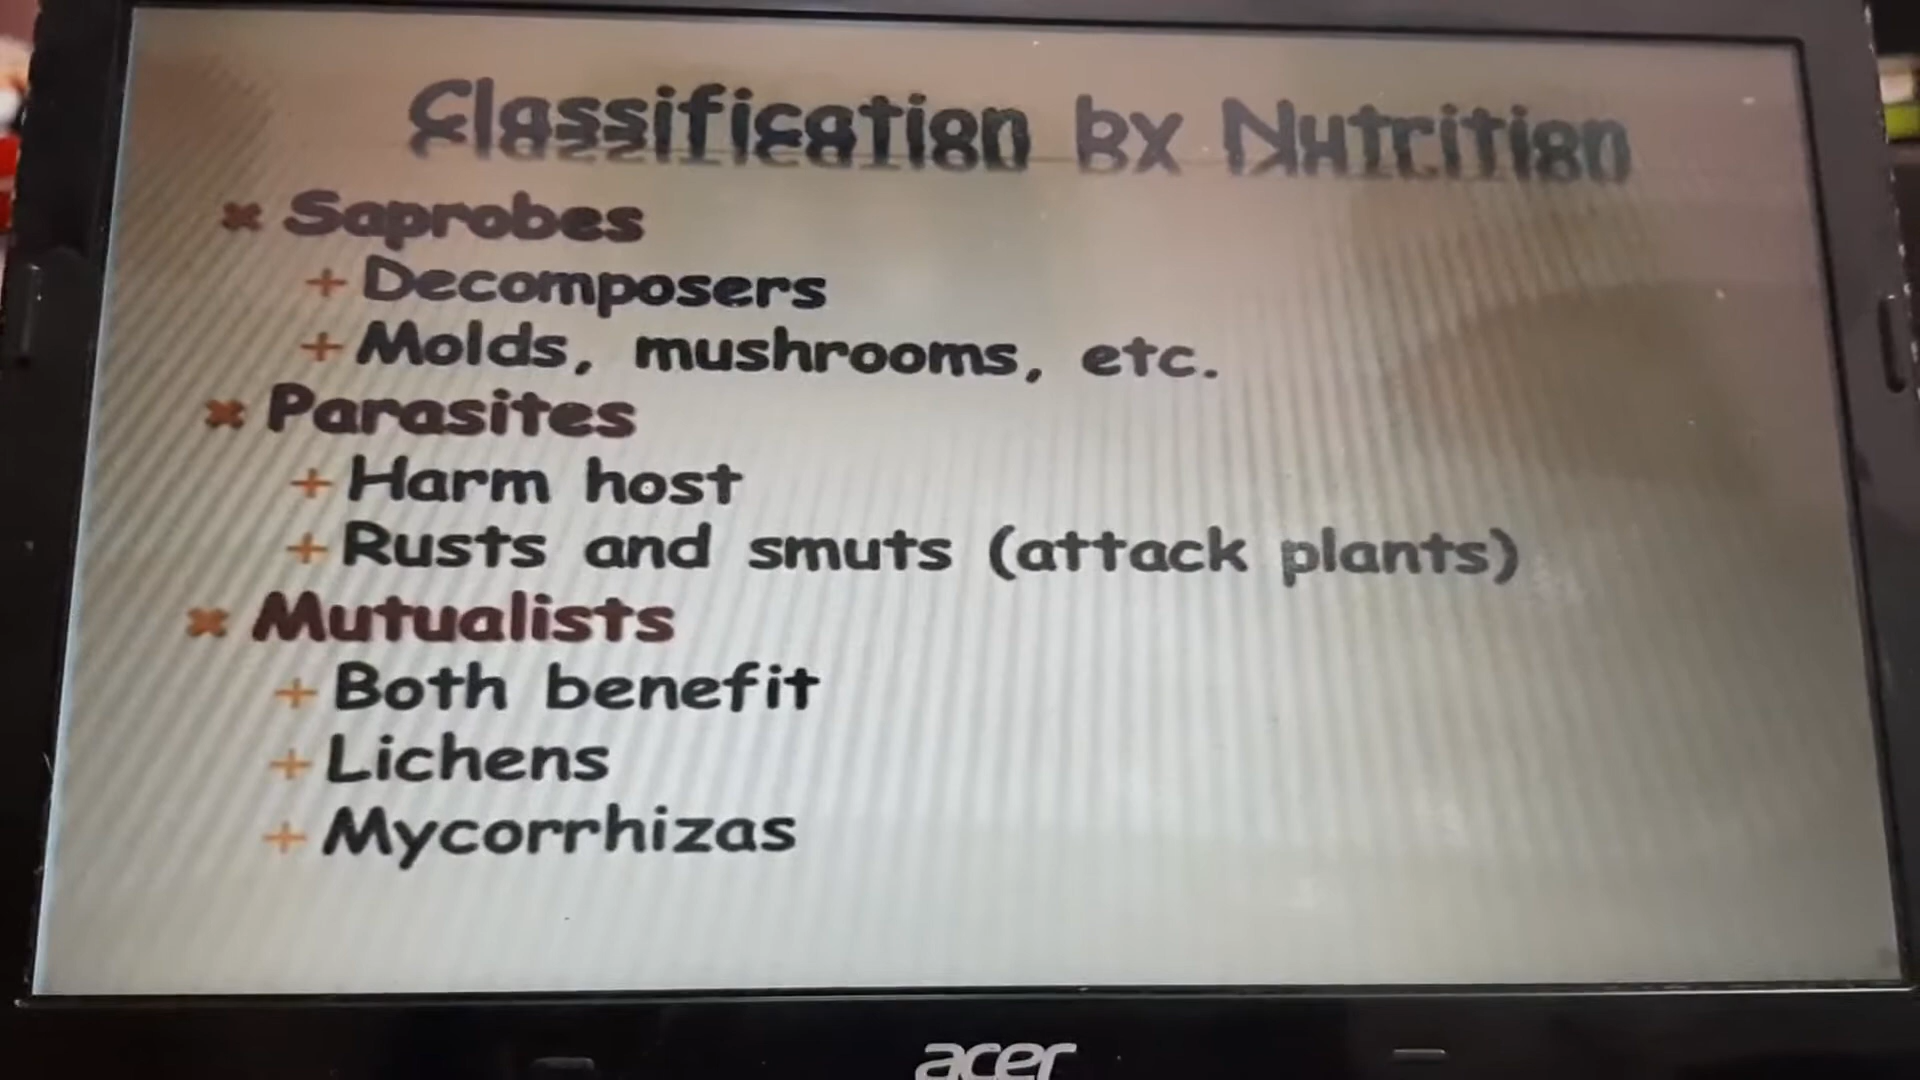 Classification by Nutrition
Saprobes
Decomposers
Molds, mushrooms, etc.
Parasites
Harm host
Rusts and smuts (attack plants)
Mutualists
Both benefit
Lichens
Mycorrhizas
acer